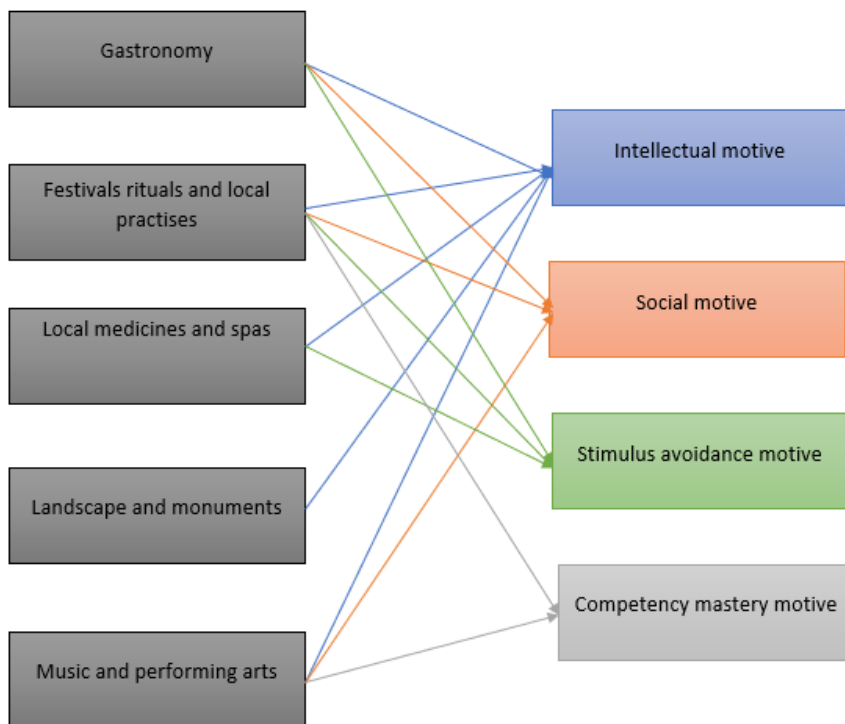 Gastronomy
Festivals rituals and local
practises
Local medicines and spas
Landscape and monuments
Music and performing arts
Intellectual motive
Social motive
Stimulus avoidance motive
Competency mastery motive